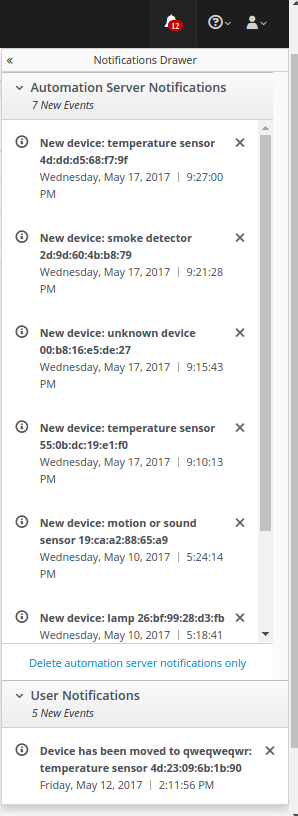 12
« Notifications Drawer
Automation Server Notifications
7 New Events
New device: temperature sensor
4d:dd:d5:68:f7:9f
Wednesday, May 17, 2017 | 9:27:00
PM
New device: smoke detector
2d:9d:60:4b:b8:79
Wednesday, May 17, 2017 | 9:21:28
PM
New device: unknown device
00:b8:16:e5:de:27
Wednesday, May 17, 2017 | 9:15:43
PM
New device: temperature sensor
55:0b:dc:19:e1:f0
Wednesday, May 17, 2017 | 9:10:13
PM
New device: motion or sound
sensor 19:ca:a2:88:65:a9
Wednesday, May 10, 2017 | 5:24:14
PM
New device: lamp 26:bf:99:28:d3:fb
Wednesday, May 10, 2017 | 5:18:41
Delete automation server notifications only
User Notifications
5 New Events
Device has been moved to qweqweqwr:
temperature sensor 4d:23:09:6b:1b:90
Friday, May 12, 2017 | 2:11:56 PM